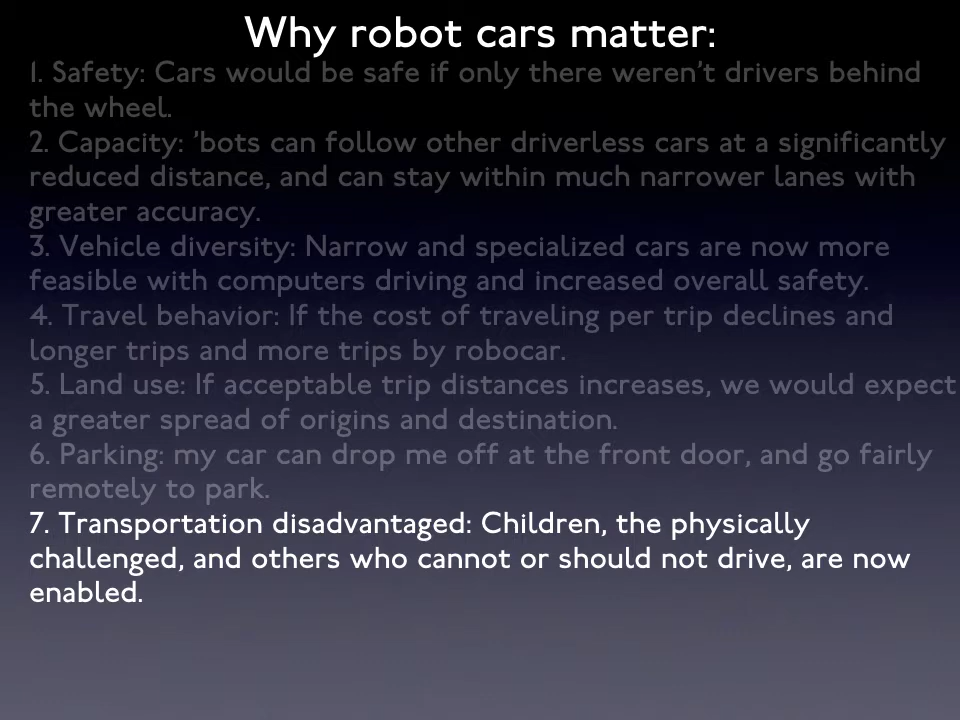 Why robot cars matter:
1. Safety: Cars would be safe if only there weren’t drivers behind
the wheel.
2. Capacity: ’bots can follow other driverless cars at a significantly
reduced distance, and can stay within much narrower lanes with
greater accuracy.
3. Vehicle diversity: Narrow and specialized cars are now more
feasible with computers driving and increased overall safety.
4. Travel behavior: If the cost of traveling per trip declines and
longer trips and more trips by robocar.
5. Land use: If acceptable trip distances increases, we would expect
a greater spread of origins and destination.
6. Parking: my car can drop me off at the front door, and go fairly
remotely to park.
7. Transportation disadvantaged: Children, the physically
challenged, and others who cannot or should not drive, are now
enabled.